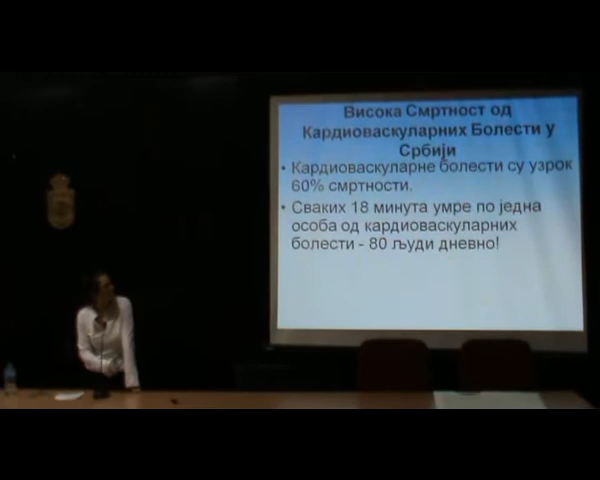 Висока Смртност од
Кардиоваскуларних Болести у
Србији
• Кардиоваскуларне болести су узрок
60% смртности.
• Сваких 18 минута умре по једна
особа од кардиоваскуларних
болести - 80 људи дневно!